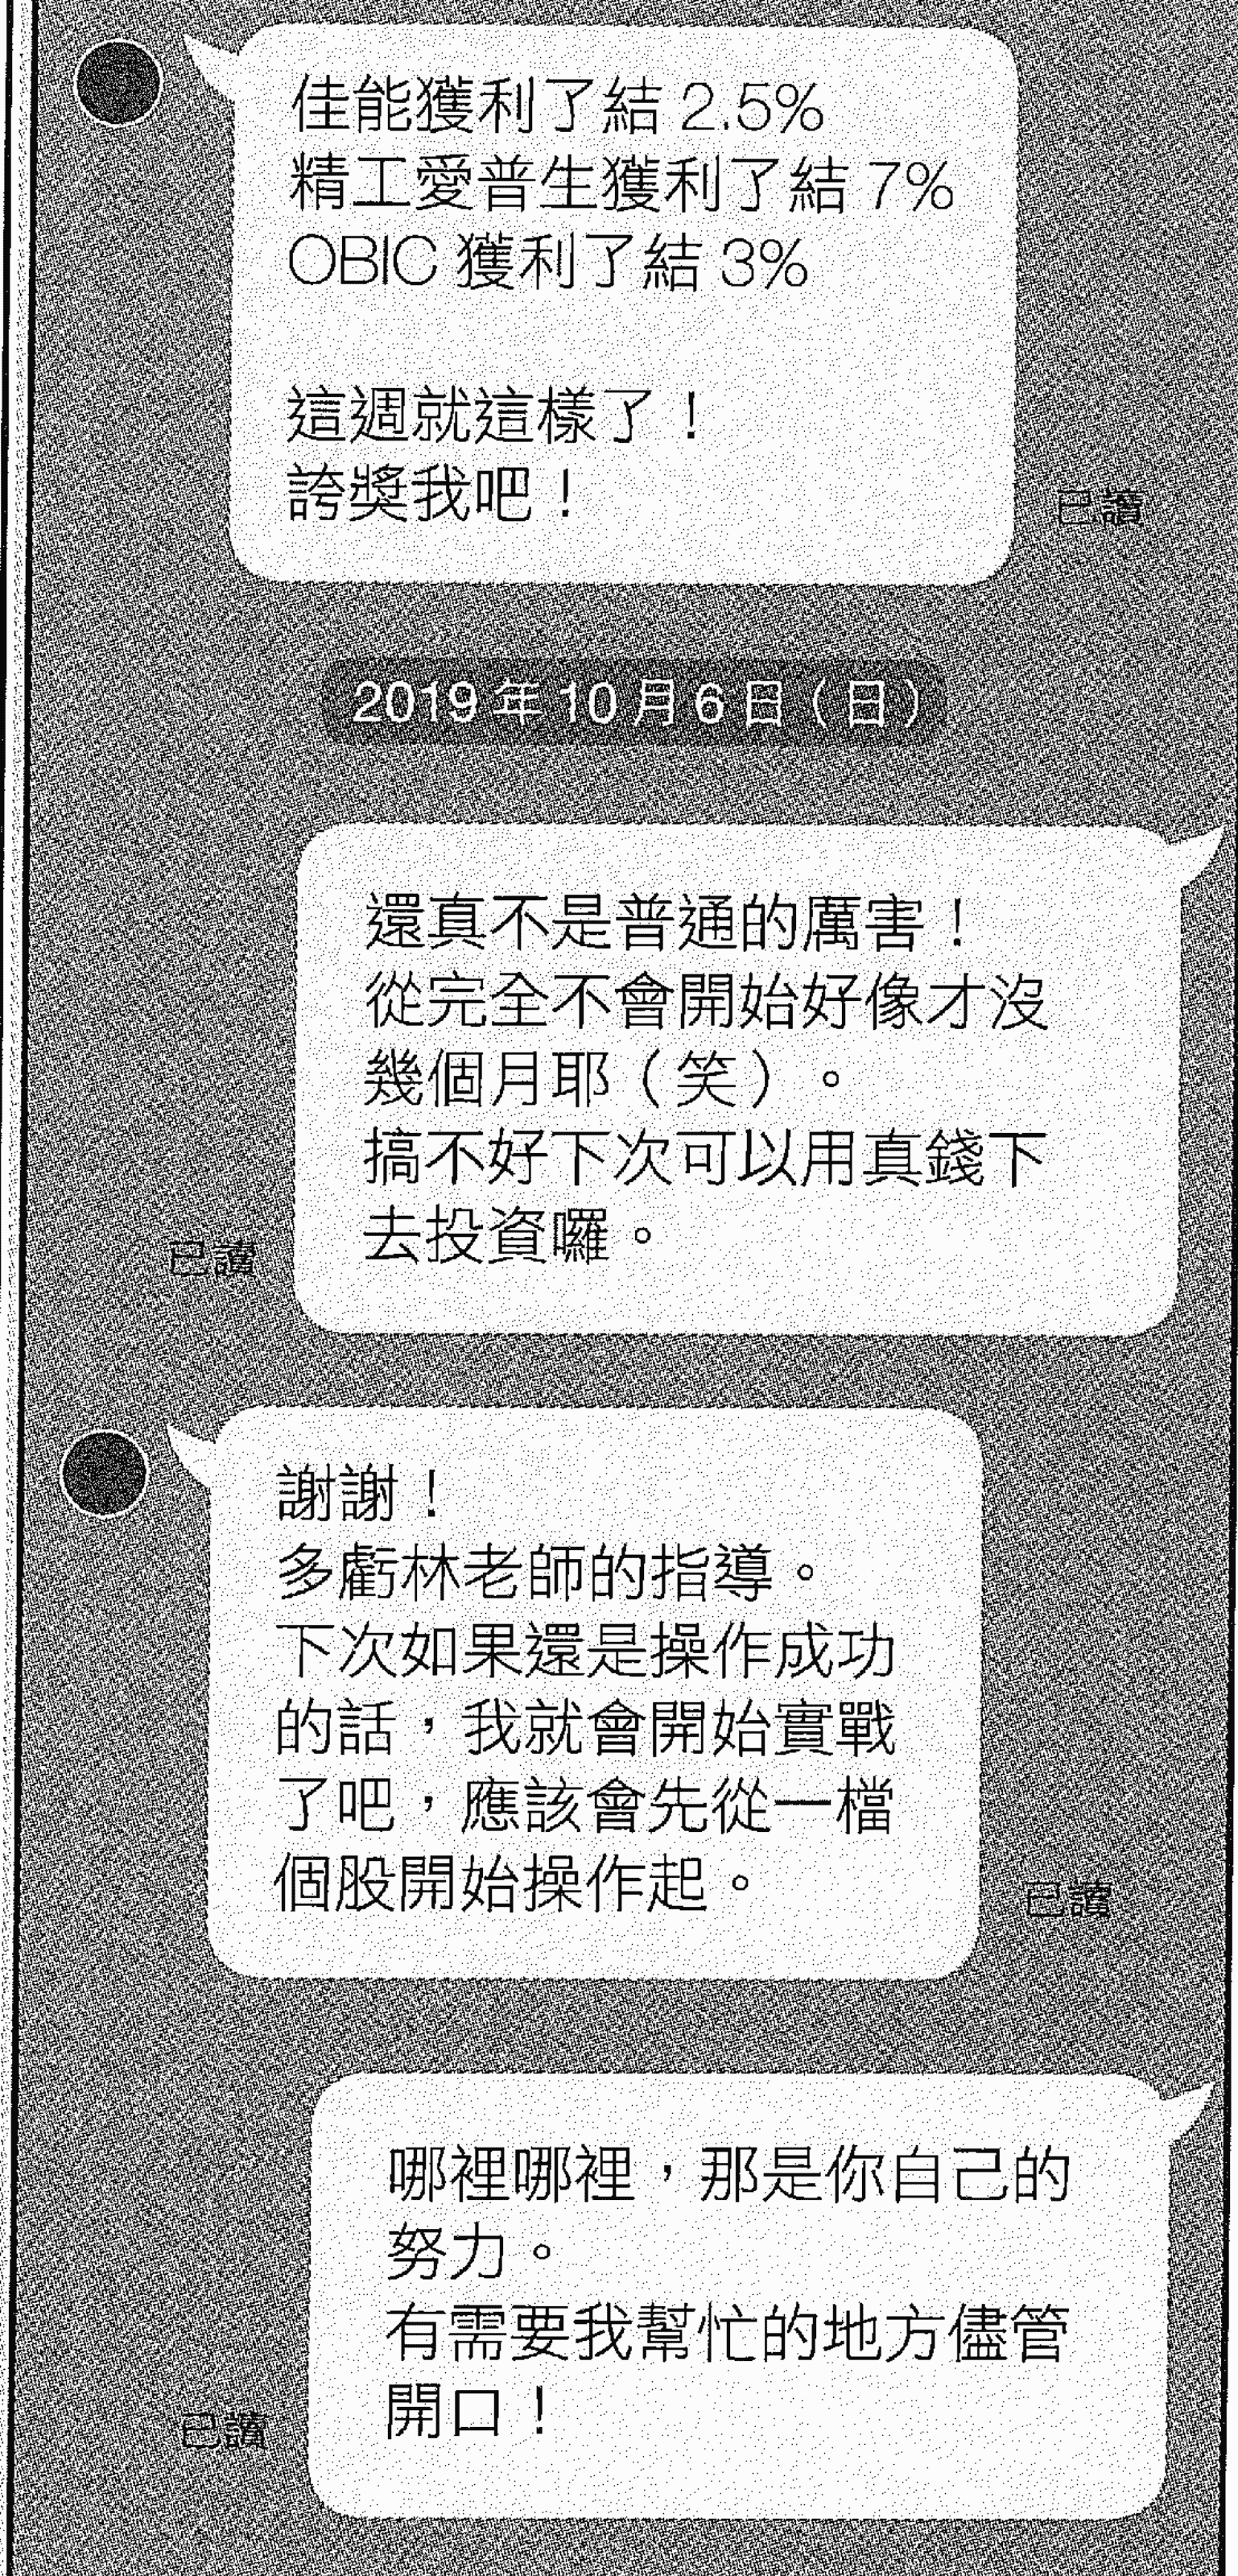 佳能獲利了結 2.5%
精工愛普生獲利了結 7%
OBIC 獲利了結 3%
這週就這樣了！
誇獎我吧！
已讀
2019 年 10 月 6 日（日）
還真不是普通的厲害！
從完全不會開始好像才沒
幾個月耶（笑）。
搞不好下次可以用真錢下
去投資囉。
已讀
謝謝！
多虧林老師的指導。
下次如果還是操作成功
的話，我就會開始實戰
了吧，應該會先從一檔
個股開始操作起。
已讀
哪裡哪裡，那是你自己的
努力。
有需要我幫忙的地方儘管
開口！
已讀